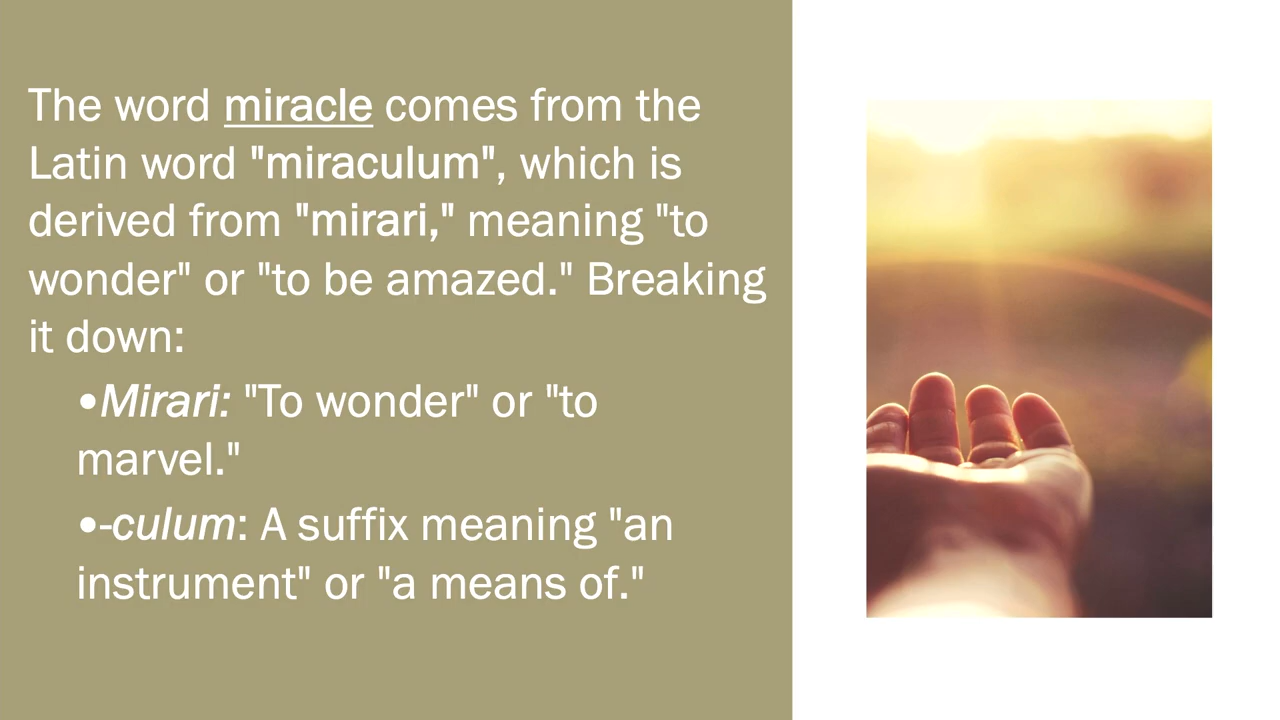 The word miracle comes from the
Latin word "miraculum", which is
derived from "mirari," meaning "to
wonder" or "to be amazed." Breaking
it down:
•Mirari: "To wonder" or "to
marvel."
•-culum: A suffix meaning "an
instrument" or "a means of."